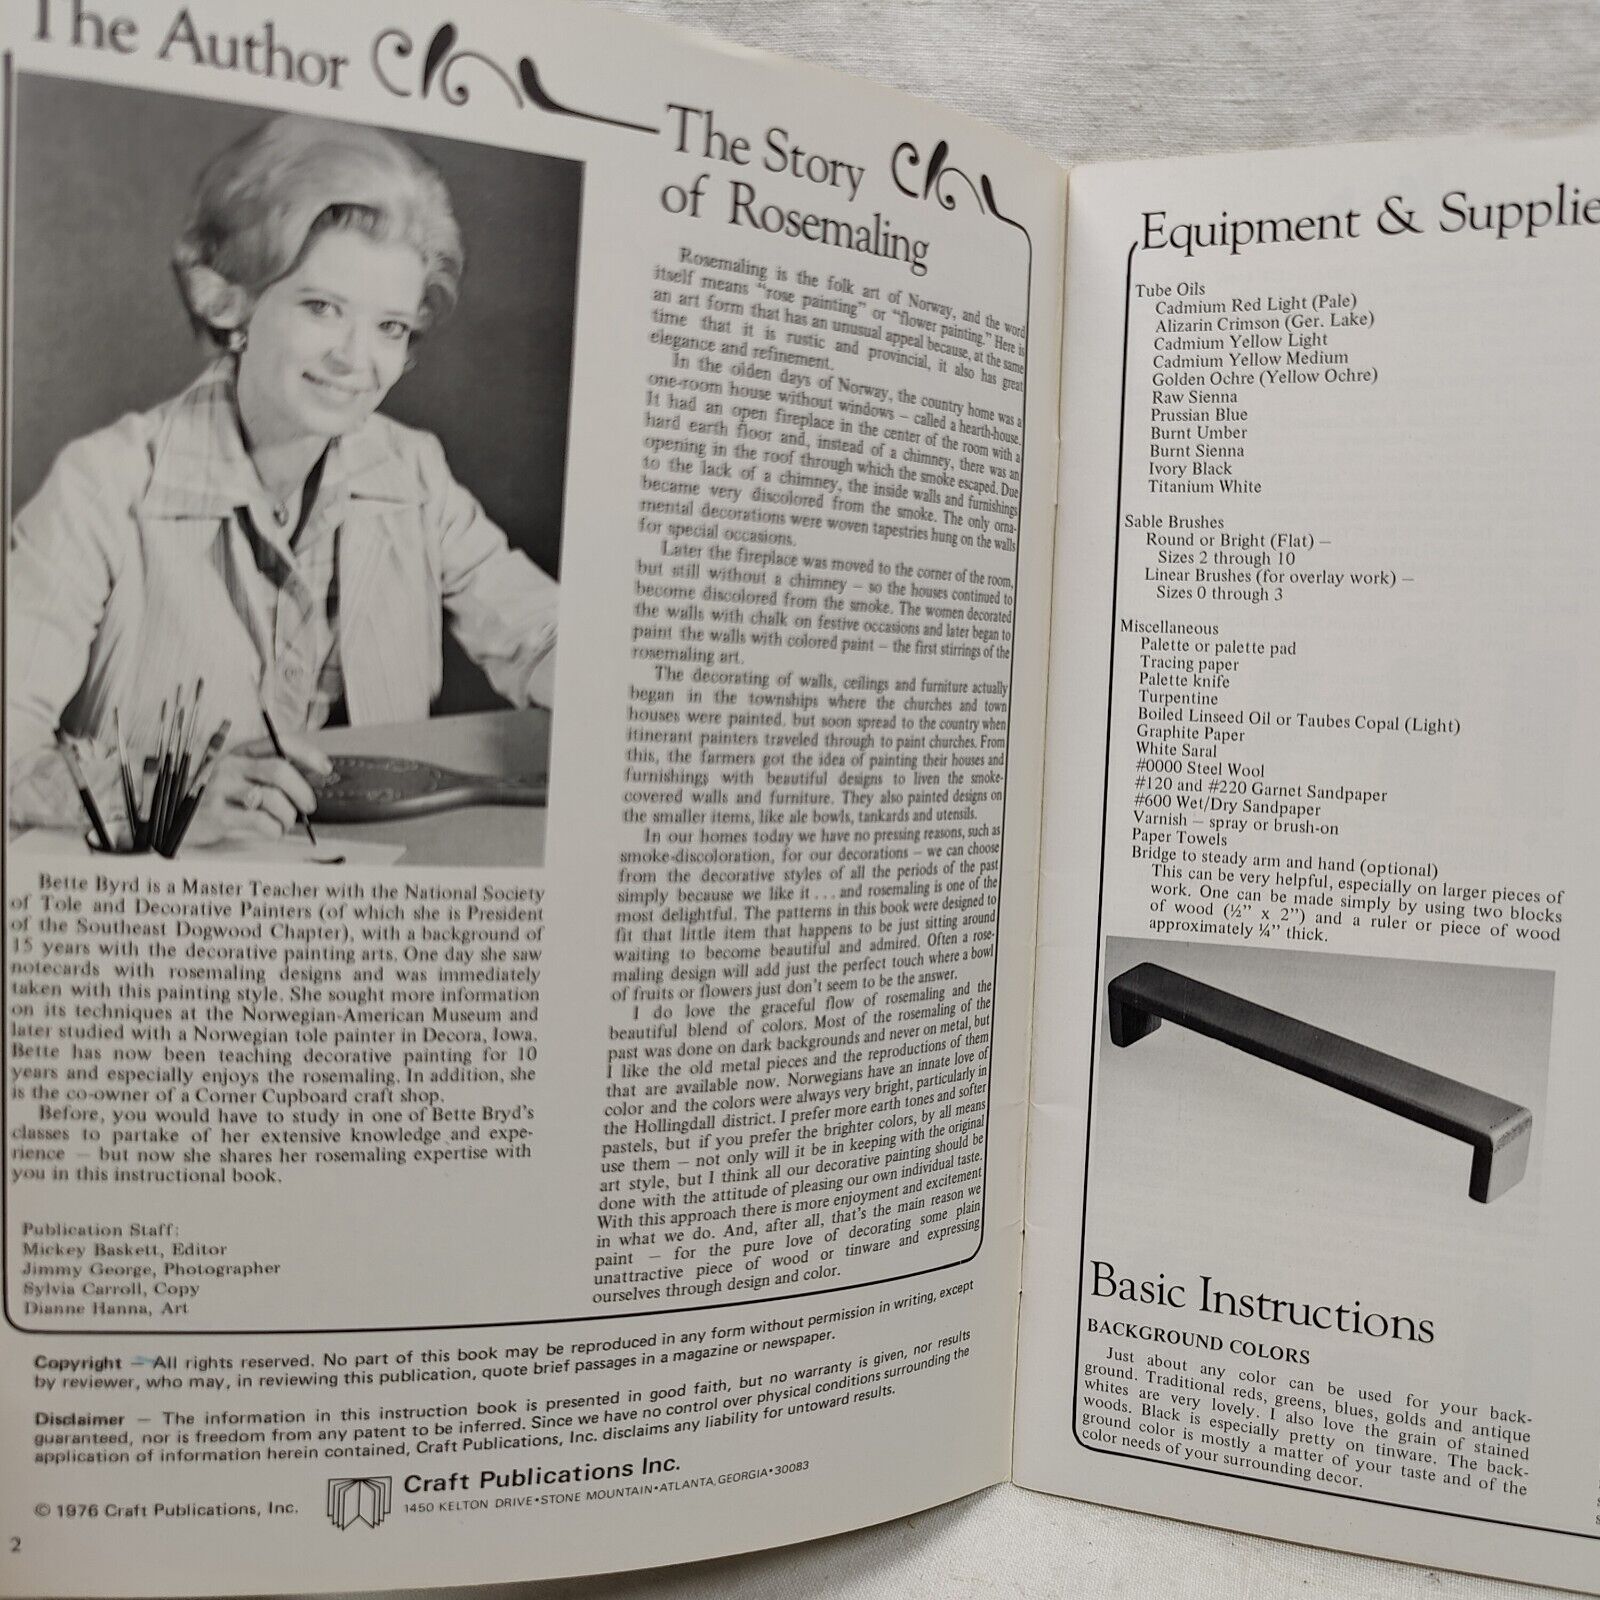 The Author
Bette Byrd is a Master Teacher with the National Society
of Tole and Decorative Painters (of which she is President
of the Southeast Dogwood Chapter), with a background of
15 years with the decorative painting arts. One day she saw
notecards with rosemaling designs and was immediately
taken with this painting style. She sought more information
on its techniques at the Norwegian-American Museum and
later studied with a Norwegian tole painter in Decora, Iowa.
Bette has now been teaching decorative painting for 10
years and especially enjoys the rosemaling. In addition, she
is the co-owner of a Corner Cupboard craft shop.
Before, you would have to study in one of Bette Bryd's
classes to partake of her extensive knowledge and expe-
rience — but now she shares her rosemaling expertise with
you in this instructional book.
Publication Staff:
Mickey Baskett, Editor
Jimmy George, Photographer
Sylvia Carroll, Copy
Dianne Hanna, Art
The Story
of Rosemaling
Rosemaling is the folk art of Norway, and the word
itself means "rose painting" or "flower painting." Here is
an art form that has an unusual appeal because, at the same
time that it is rustic and provincial, it also has great
elegance and refinement.
In the olden days of Norway, the country home was a
one-room house without windows — called a hearth-house.
It had an open fireplace in the center of the room with a
hard earth floor and, instead of a chimney, there was an
opening in the roof through which the smoke escaped. Due
to the lack of a chimney, the inside walls and furnishings
became very discolored from the smoke. The only orna-
mental decorations were woven tapestries hung on the walls
for special occasions.
Later the fireplace was moved to the corner of the room,
but still without a chimney — so the houses continued to
become discolored from the smoke. The women decorated
the walls with chalk on festive occasions and later began to
paint the walls with colored paint — the first stirrings of the
rosemaling art.
The decorating of walls, ceilings and furniture actually
began in the townships where the churches and town
houses were painted, but soon spread to the country when
itinerant painters traveled through to paint churches. From
this, the farmers got the idea of painting their houses and
furnishings with beautiful designs to liven the smoke-
covered walls and furniture. They also painted designs on
the smaller items, like ale bowls, tankards and utensils.
In our homes today we have no pressing reasons, such as
smoke-discoloration, for our decorations — we can choose
from the decorative styles of all the periods of the past
simply because we like it . . . and rosemaling is one of the
most delightful. The patterns in this book were designed to
fit that little item that happens to be just sitting around
waiting to become beautiful and admired. Often a rose-
maling design will add just the perfect touch where a bowl
of fruits or flowers just don't seem to be the answer.
I do love the graceful flow of rosemaling and the
beautiful blend of colors. Most of the rosemaling of the
past was done on dark backgrounds and never on metal, but
I like the old metal pieces and the reproductions of them
that are available now. Norwegians have an innate love of
color and the colors were always very bright, particularly in
the Hollingdall district. I prefer more earth tones and softer
pastels, but if you prefer the brighter colors, by all means
use them — not only will it be in keeping with the original
art style, but I think all our decorative painting should be
done with the attitude of pleasing our own individual taste.
With this approach there is more enjoyment and excitement
in what we do. And, after all, that's the main reason we
paint — for the pure love of decorating some plain
unattractive piece of wood or tinware and expressing
ourselves through design and color.
Copyright — All rights reserved. No part of this book may be reproduced in any form without permission in writing, except
by reviewer, who may, in reviewing this publication, quote brief passages in a magazine or newspaper.
Disclaimer — The information in this instruction book is presented in good faith, but no warranty is given, nor results
guaranteed, nor is freedom from any patent to be inferred. Since we have no control over physical conditions surrounding the
application of information herein contained, Craft Publications, Inc. disclaims any liability for untoward results.
© 1976 Craft Publications, Inc.
Craft Publications Inc.
1450 KELTON DRIVE•STONE MOUNTAIN•ATLANTA, GEORGIA•30083
2
Equipment & Supplie
Tube Oils
Cadmium Red Light (Pale)
Alizarin Crimson (Ger. Lake)
Cadmium Yellow Light
Cadmium Yellow Medium
Golden Ochre (Yellow Ochre)
Raw Sienna
Prussian Blue
Burnt Umber
Burnt Sienna
Ivory Black
Titanium White
Sable Brushes
Round or Bright (Flat) —
Sizes 2 through 10
Linear Brushes (for overlay work) —
Sizes 0 through 3
Miscellaneous
Palette or palette pad
Tracing paper
Palette knife
Turpentine
Boiled Linseed Oil or Taubes Copal (Light)
Graphite Paper
White Saral
#0000 Steel Wool
#120 and #220 Garnet Sandpaper
#600 Wet/Dry Sandpaper
Varnish — spray or brush-on
Paper Towels
Bridge to steady arm and hand (optional)
This can be very helpful, especially on larger pieces of
work. One can be made simply by using two blocks
of wood (½" x 2") and a ruler or piece of wood
approximately ¼" thick.
Basic Instructions
BACKGROUND COLORS
Just about any color can be used for your back-
ground. Traditional reds, greens, blues, golds and antique
whites are very lovely. I also love the grain of stained
woods. Black is especially pretty on tinware. The back-
ground color is mostly a matter of your taste and of the
color needs of your surrounding decor.